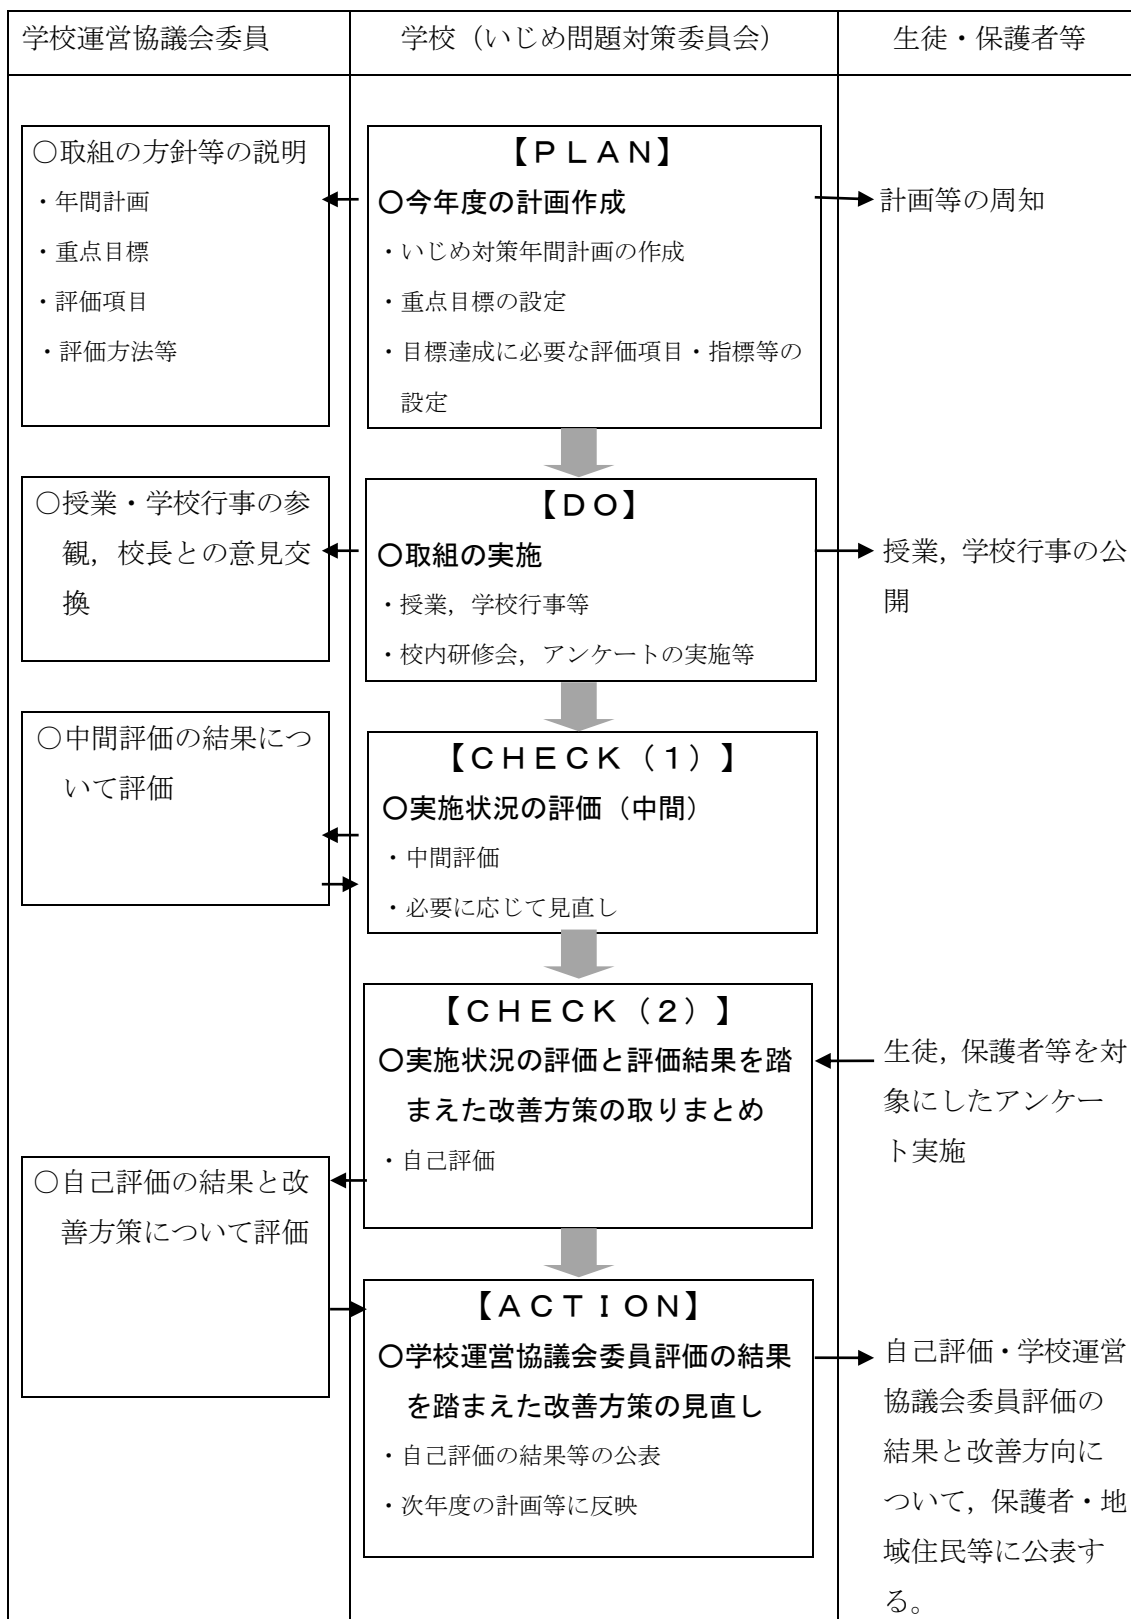 学校運営協議会委員
学校（いじめ問題対策委員会）
生徒・保護者等
○取組の方針等の説明
・年間計画
・重点目標
・評価項目
・評価方法等
【ＰＬＡＮ】
○今年度の計画作成
・いじめ対策年間計画の作成
・重点目標の設定
・目標達成に必要な評価項目・指標等の
設定
計画等の周知
○授業・学校行事の参
観，校長との意見交
換
【ＤＯ】
○取組の実施
・授業，学校行事等
・校内研修会，アンケートの実施等
授業，学校行事の公
開
○中間評価の結果につ
いて評価
【ＣＨＥＣＫ（１）】
○実施状況の評価（中間）
・中間評価
・必要に応じて見直し
【ＣＨＥＣＫ（２）】
○実施状況の評価と評価結果を踏
まえた改善方策の取りまとめ
・自己評価
生徒，保護者等を対
象にしたアンケー
ト実施
○自己評価の結果と改
善方策について評価
【ＡＣＴＩＯＮ】
○学校運営協議会委員評価の結果
を踏まえた改善方策の見直し
・自己評価の結果等の公表
・次年度の計画等に反映
自己評価・学校運営
協議会委員評価の
結果と改善方向に
ついて，保護者・地
域住民等に公表す
る。